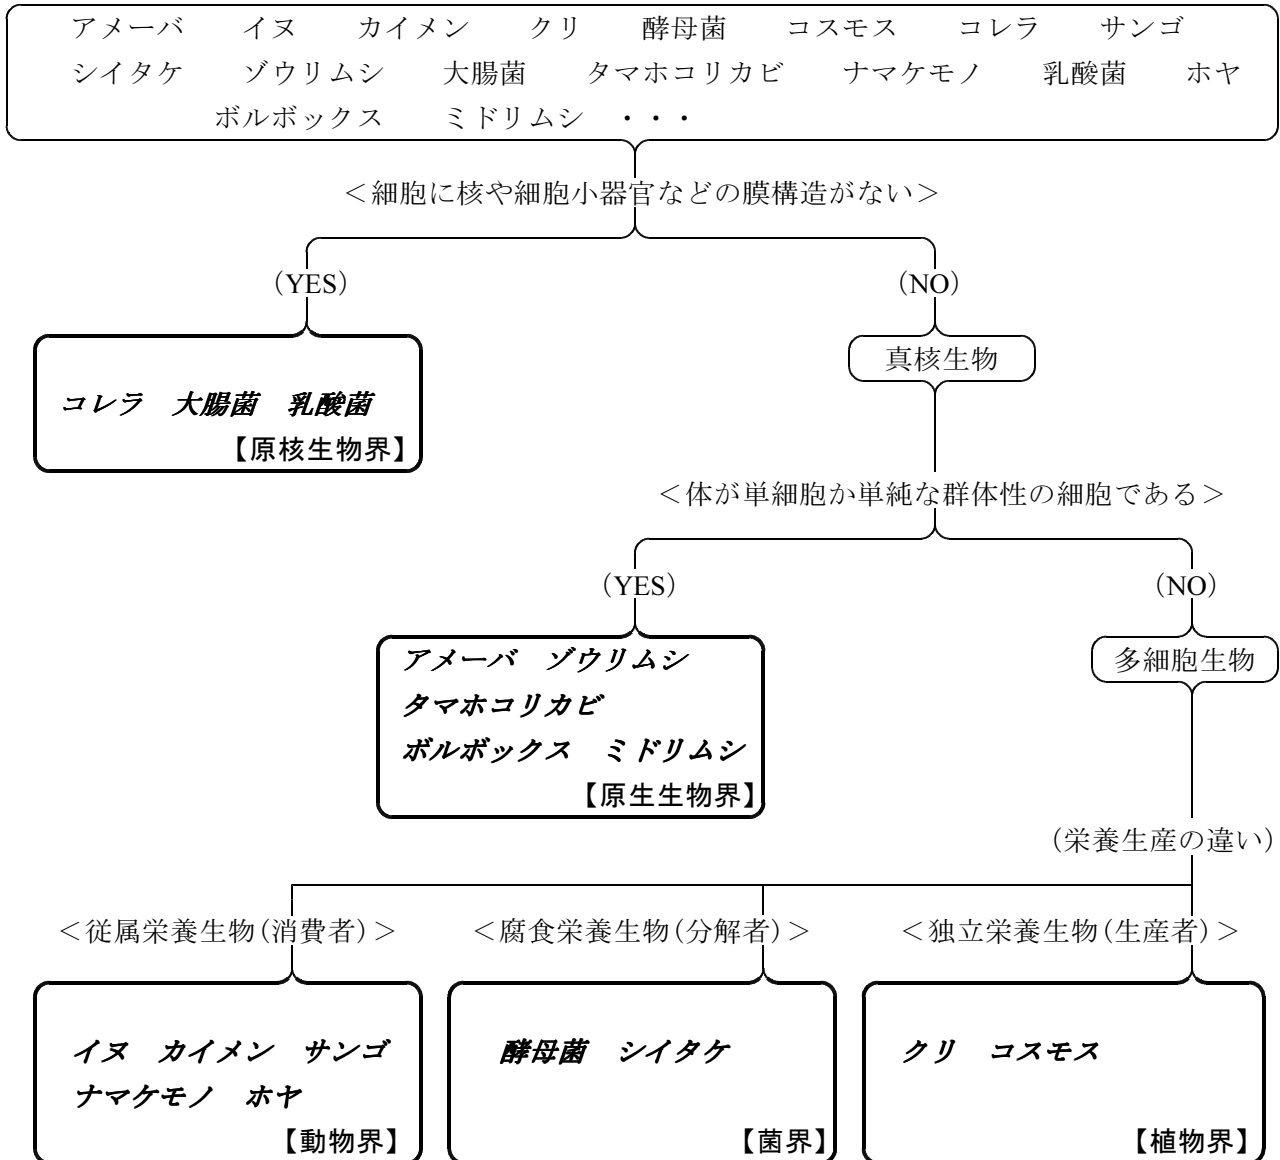 アメーバ　イヌ　カイメン　クリ　酵母菌　コスモス　コレラ　サンゴ
シイタケ　ゾウリムシ　大腸菌　タマホコリカビ　ナマケモノ　乳酸菌　ホヤ
ボルボックス　ミドリムシ　・・・
＜細胞に核や細胞小器官などの膜構造がない＞
（YES）　（NO）
真核生物
コレラ　大腸菌　乳酸菌
【原核生物界】
＜体が単細胞か単純な群体性の細胞である＞
（YES）　（NO）
アメーバ　ゾウリムシ
多細胞生物
タマホコリカビ
ボルボックス　ミドリムシ
【原生生物界】
（栄養生産の違い）
＜従属栄養生物(消費者)＞　＜腐食栄養生物(分解者)＞　＜独立栄養生物(生産者)＞
イヌ　カイメン　サンゴ
ナマケモノ　ホヤ
【動物界】
酵母菌　シイタケ
【菌界】
クリ　コスモス
【植物界】